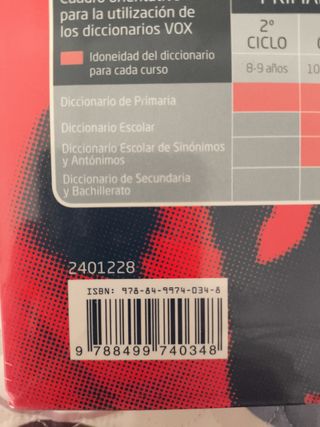 Cuadro orientativo
para la utilización de
los diccionarios VOX
Idoneidad del diccionario
para cada curso
2º
CICLO
8-9 años
10
Diccionario de Primaria
Diccionario Escolar
Diccionario Escolar de Sinónimos
y Antónimos
Diccionario de Secundaria
y Bachillerato
2401228
ISBN: 978-84-9974-034-8
9 788499 740348